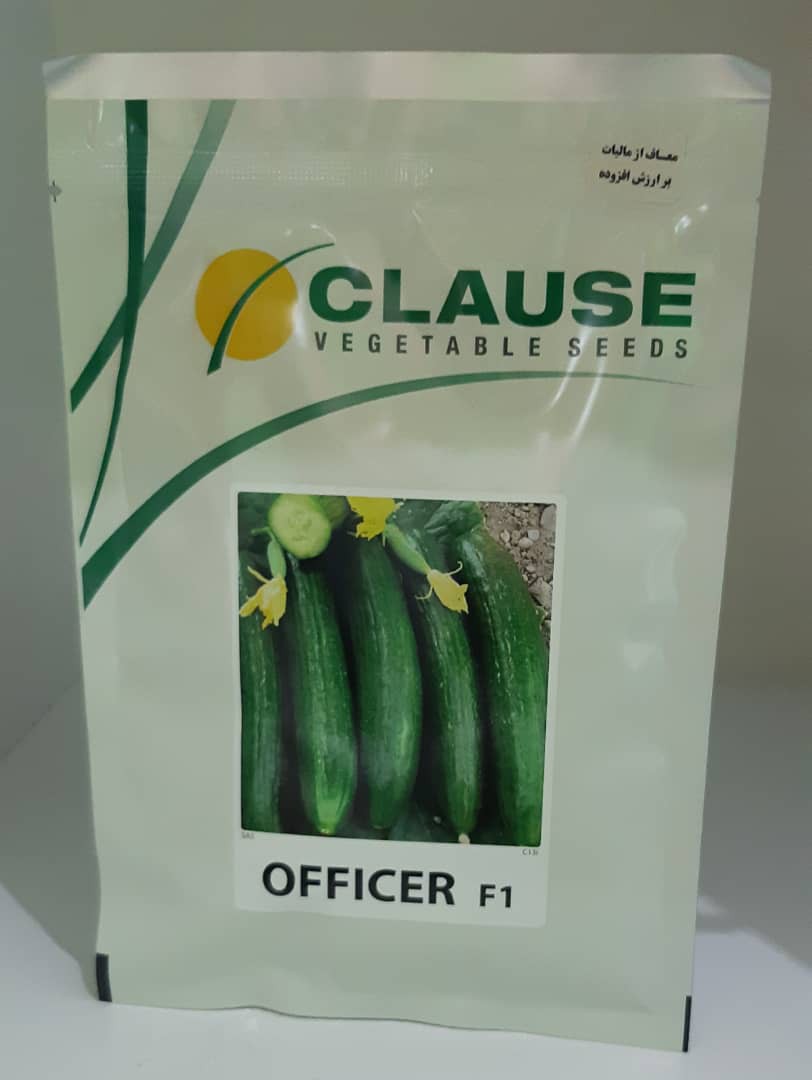 معاف از مالیات
بر ارزش افزوده
CLAUSE
VEGETABLE SEEDS
OFFICER F1